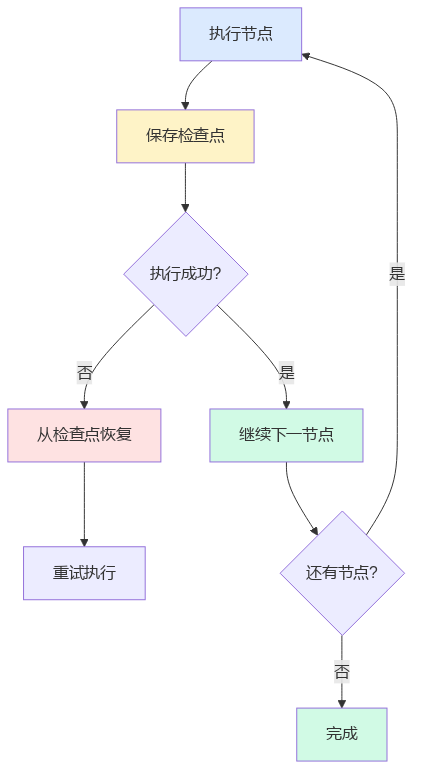 执行节点
保存检查点
执行成功?
否
是
从检查点恢复
继续下一节点
重试执行
还有节点?
是
否
完成